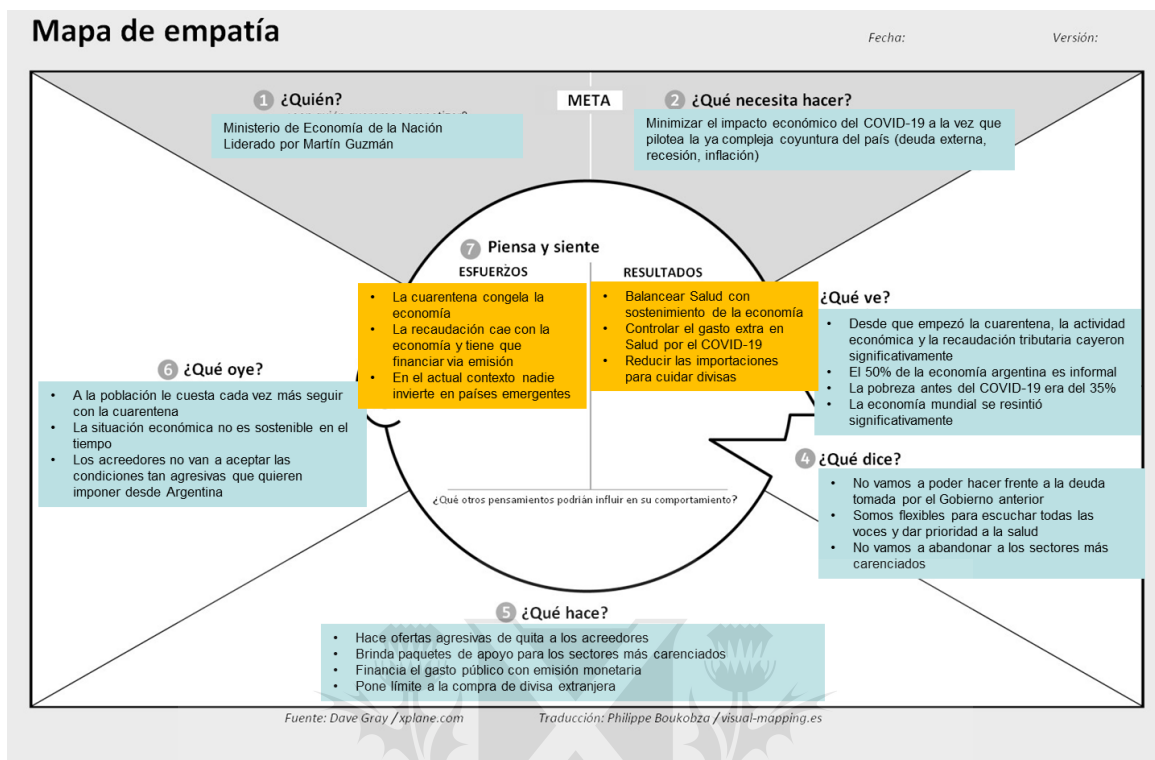 Mapa de empatía
Fecha:
Versión:
1 ¿Quién?
META
2 ¿Qué necesita hacer?
Ministerio de Economía de la Nación
Liderado por Martín Guzmán
Minimizar el impacto económico del COVID-19 a la vez que
pilotea la ya compleja coyuntura del país (deuda externa,
recesión, inflación)
7 Piensa y siente
ESFUERZOS
• La cuarentena congela la
economía
• La recaudación cae con la
economía y tiene que
financiar via emisión
• En el actual contexto nadie
invierte en países emergentes
RESULTADOS
• Balancear Salud con
sostenimiento de la economía
• Controlar el gasto extra en
Salud por el COVID-19
• Reducir las importaciones
para cuidar divisas
¿Qué otros pensamientos podrían influir en su comportamiento?
¿Qué ve?
• Desde que empezó la cuarentena, la actividad
económica y la recaudación tributaria cayeron
significativamente
• El 50% de la economía argentina es informal
• La pobreza antes del COVID-19 era del 35%
• La economía mundial se resintió
significativamente
4 ¿Qué dice?
• No vamos a poder hacer frente a la deuda
tomada por el Gobierno anterior
• Somos flexibles para escuchar todas las
voces y dar prioridad a la salud
• No vamos a abandonar a los sectores más
carenciados
6 ¿Qué oye?
• A la población le cuesta cada vez más seguir
con la cuarentena
• La situación económica no es sostenible en el
tiempo
• Los acreedores no van a aceptar las
condiciones tan agresivas que quieren
imponer desde Argentina
5 ¿Qué hace?
• Hace ofertas agresivas de quita a los acreedores
• Brinda paquetes de apoyo para los sectores más carenciados
• Financia el gasto público con emisión monetaria
• Pone límite a la compra de divisa extranjera
Fuente: Dave Gray / xplane.com
Traducción: Philippe Boukobza / visual-mapping.es